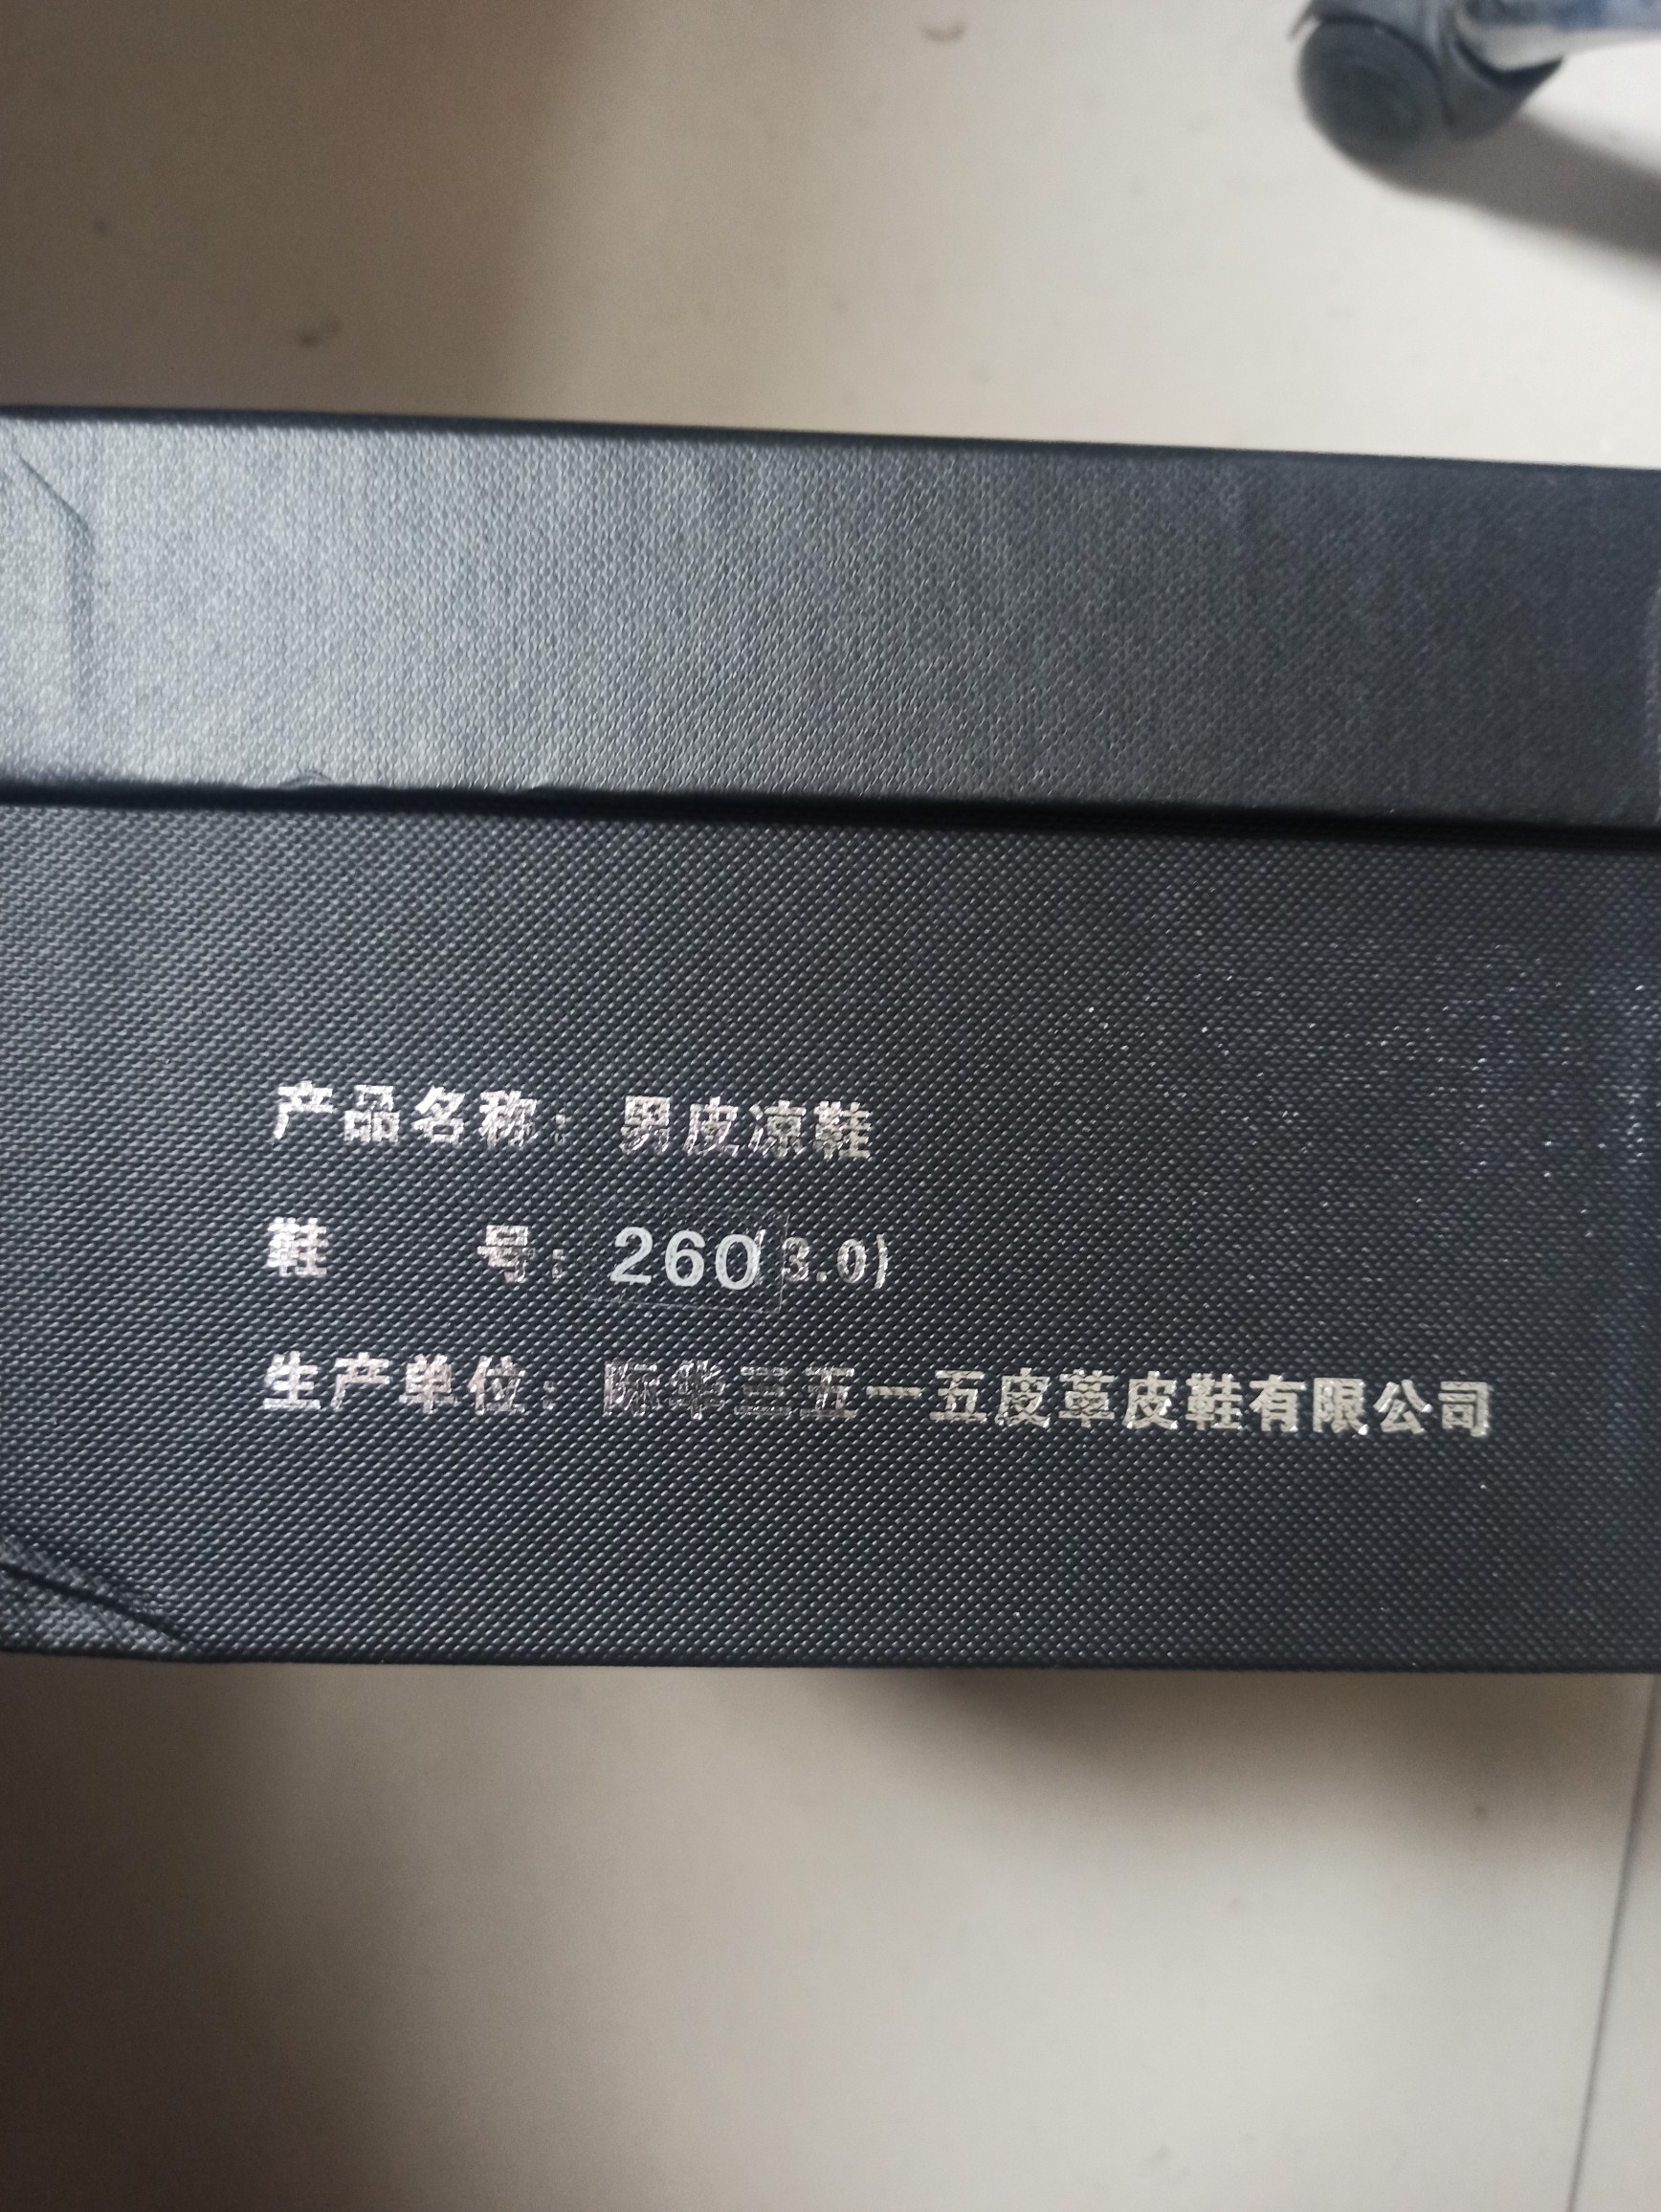 产品名称：男皮凉鞋
鞋　　号：260(3.0)
生产单位：际华三五一五皮革皮鞋有限公司